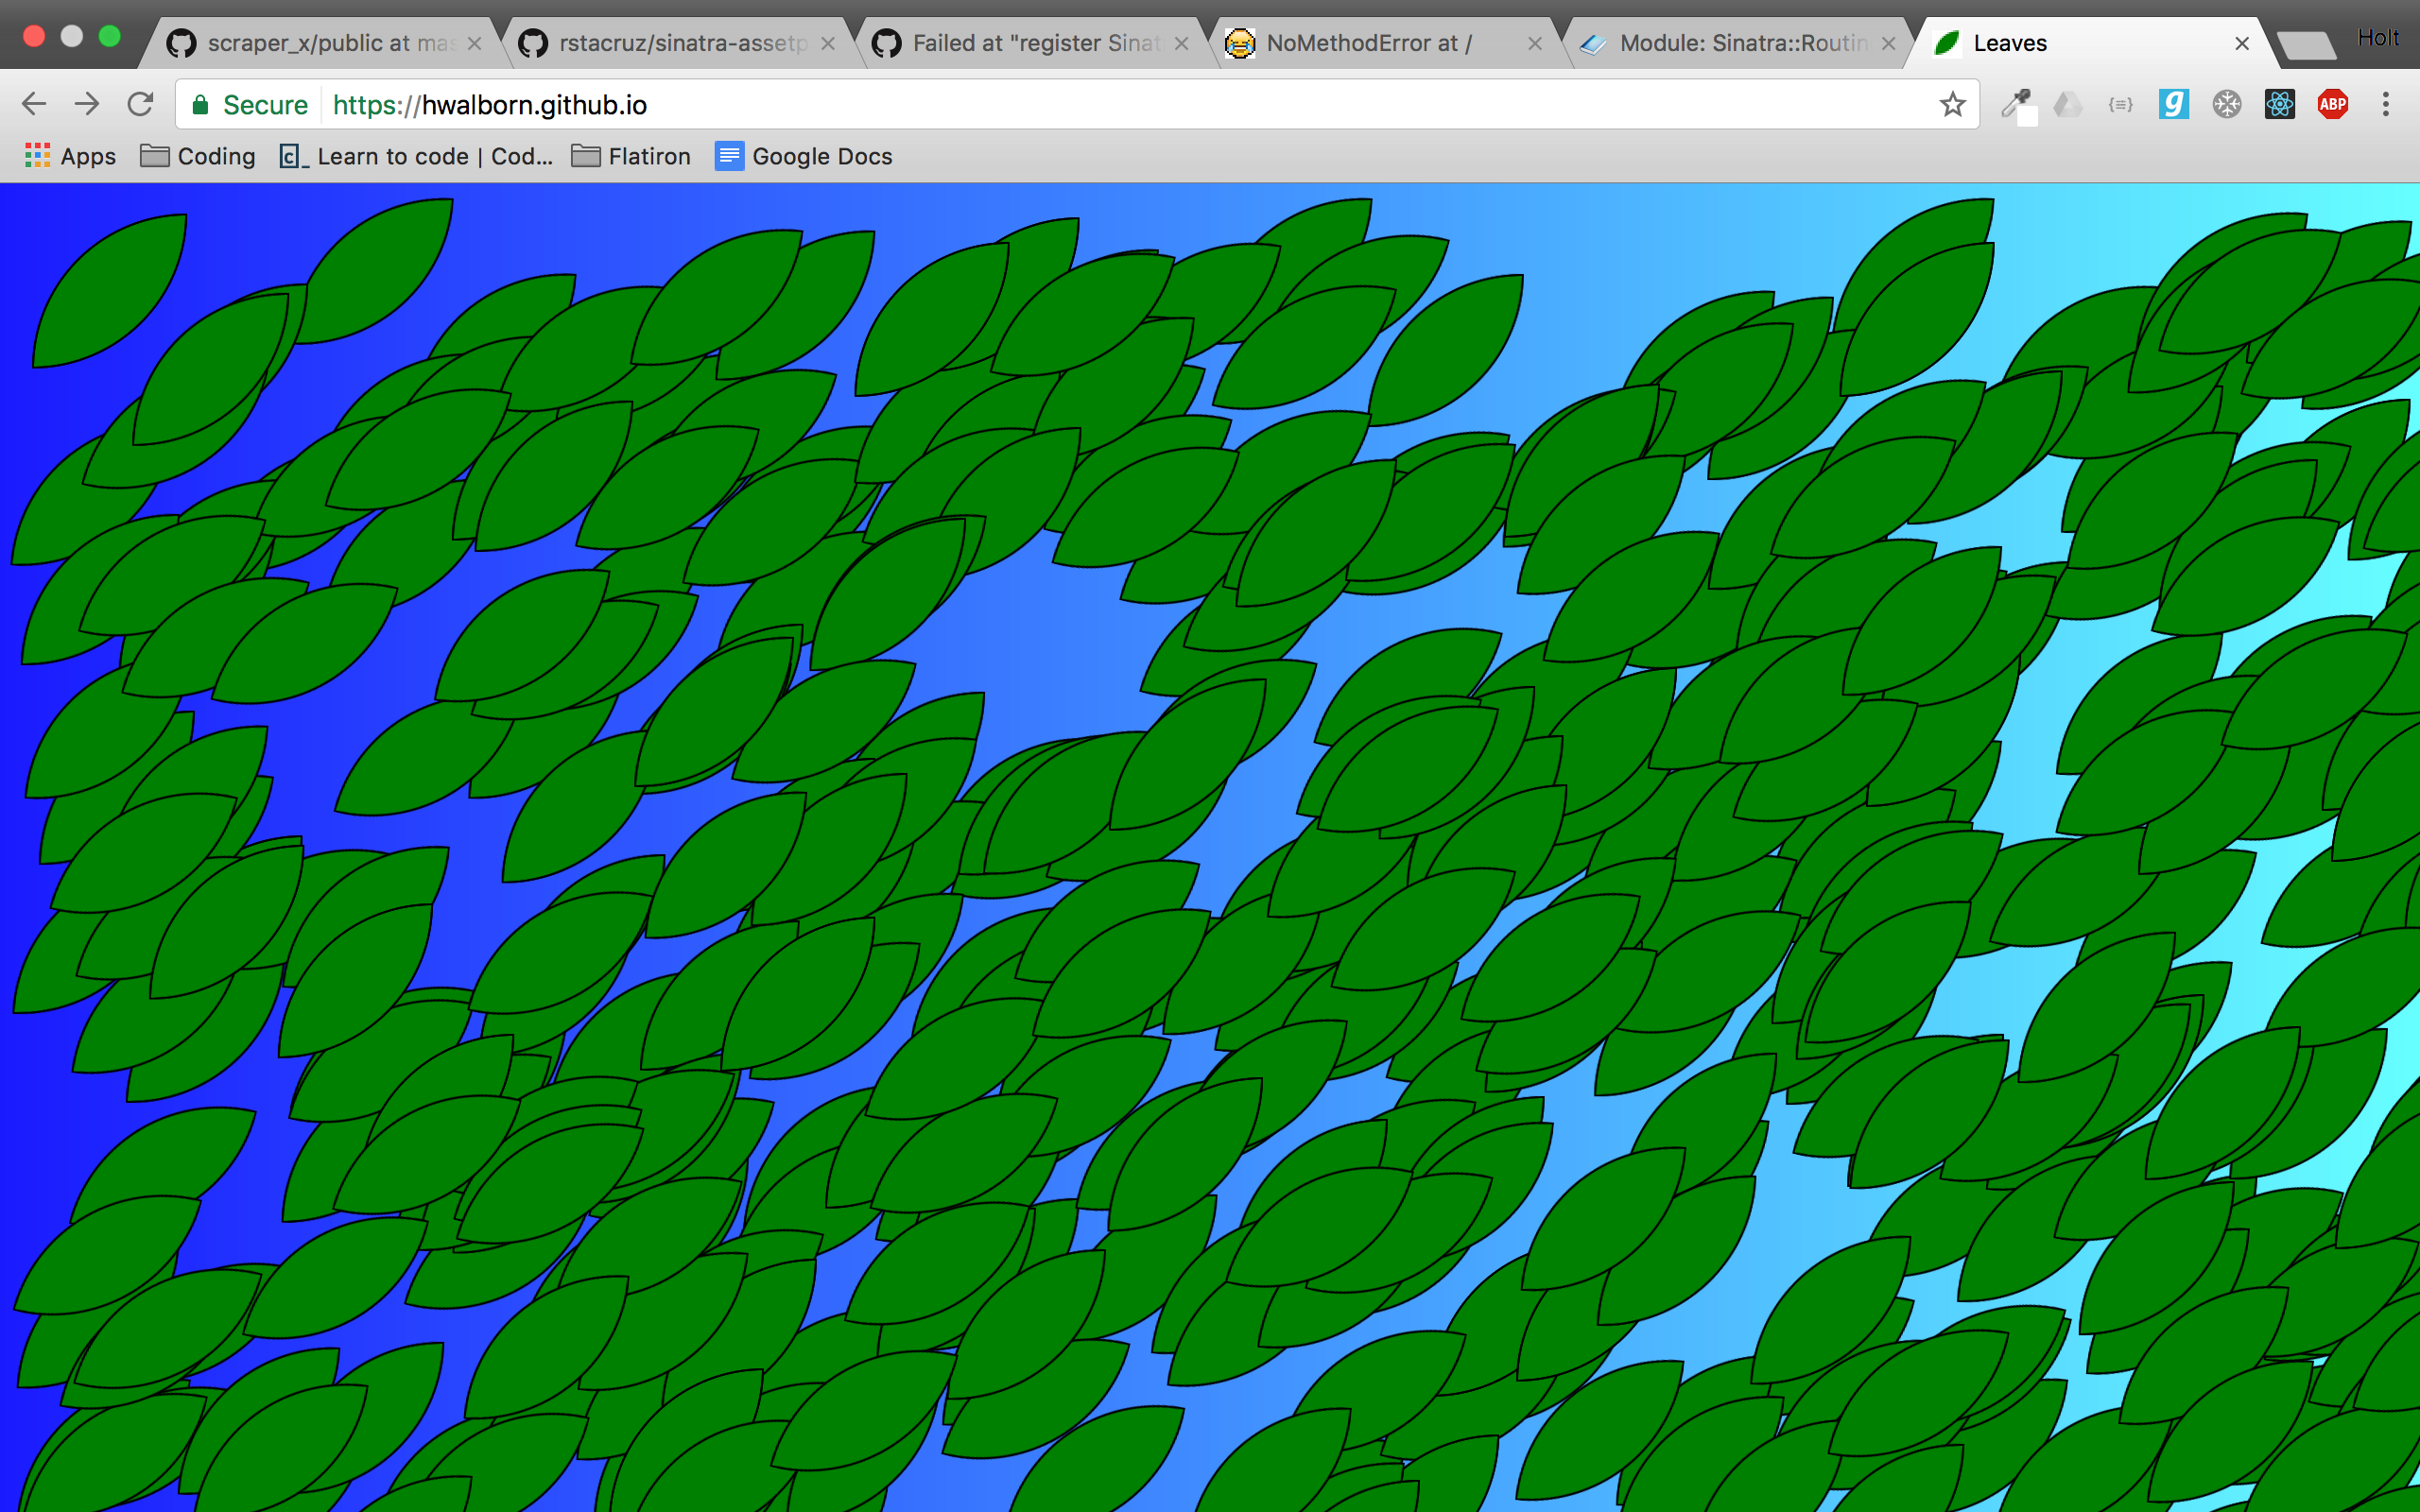 scraper_x/public at mas
rstacruz/sinatra-assetp
Failed at "register Sinat
NoMethodError at /
Module: Sinatra::Routin
Leaves
Holt
Secure
https://hwalborn.github.io
{≡}
g
ABP
Apps
Coding
c_
Learn to code | Cod...
Flatiron
Google Docs